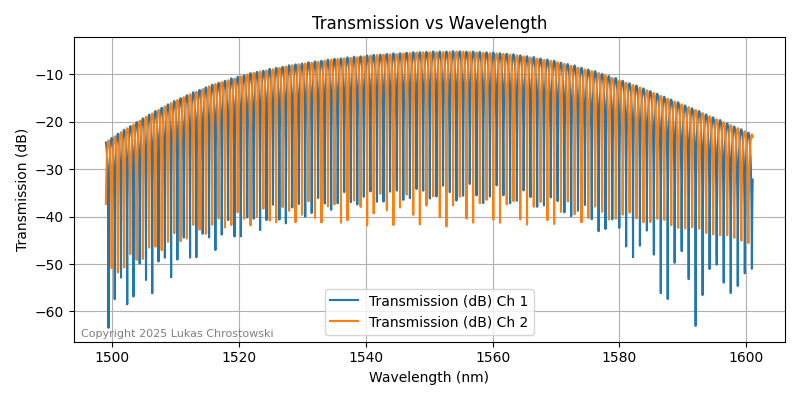 Transmission vs Wavelength
Transmission (dB)
−10
−20
−30
−40
−50
−60
Transmission (dB) Ch 1
Transmission (dB) Ch 2
Copyright 2025 Lukas Chrostowski
1500 1520 1540 1560 1580 1600
Wavelength (nm)